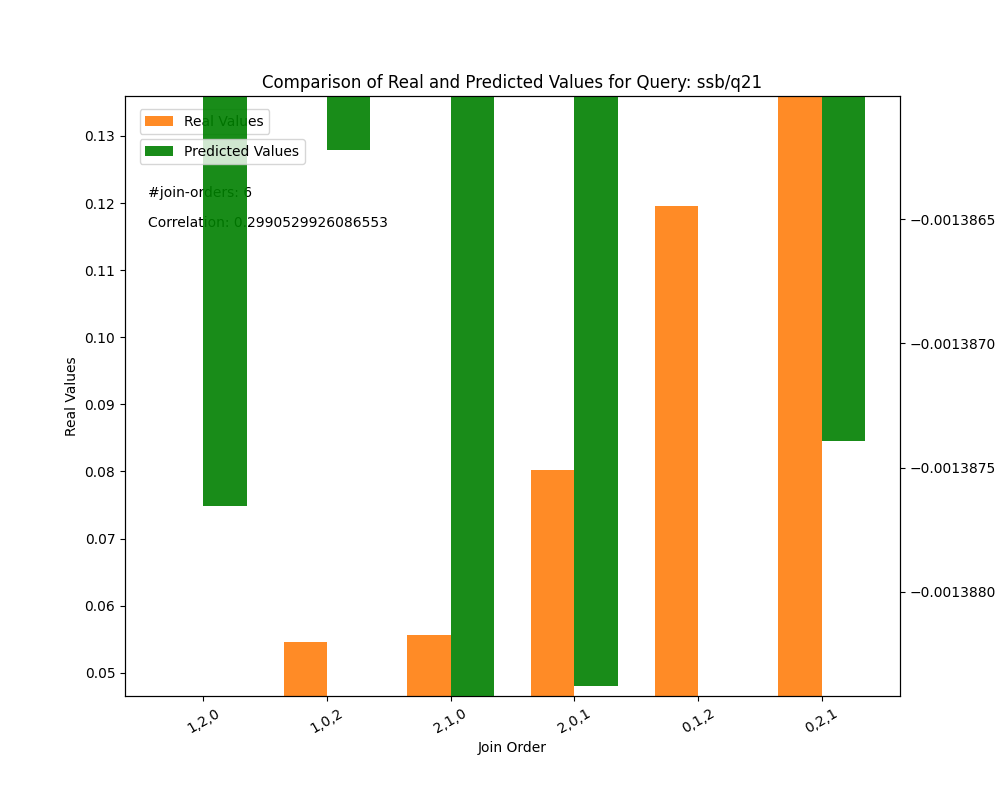 Comparison of Real and Predicted Values for Query: ssb/q21
Real Values
Predicted Values
#join-orders: 6
Correlation: 0.2990529926086553
0.13
0.12
0.11
0.10
0.09
0.08
0.07
0.06
0.05
Real Values
−0.0013865
−0.0013870
−0.0013875
−0.0013880
1,2,0
1,0,2
2,1,0
2,0,1
0,1,2
0,2,1
Join Order